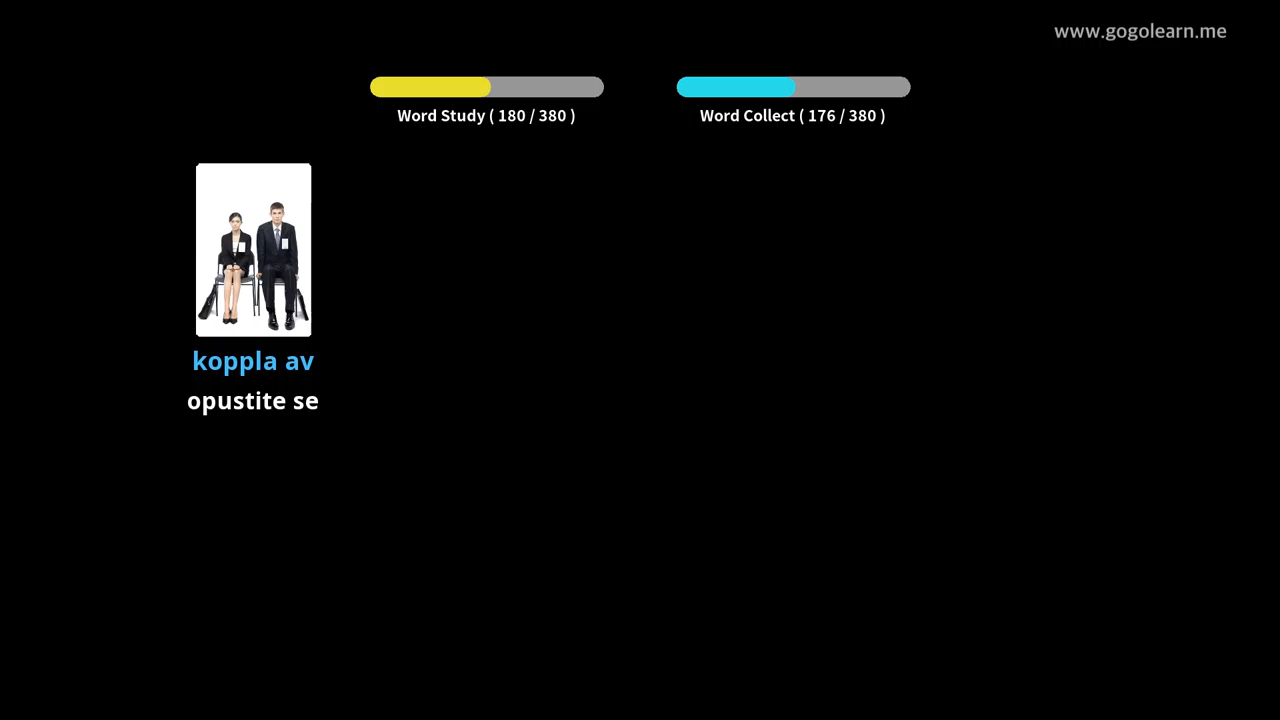 www.gogolearn.me
Word Study ( 180 / 380 )
Word Collect ( 176 / 380 )
koppla av
opustite se